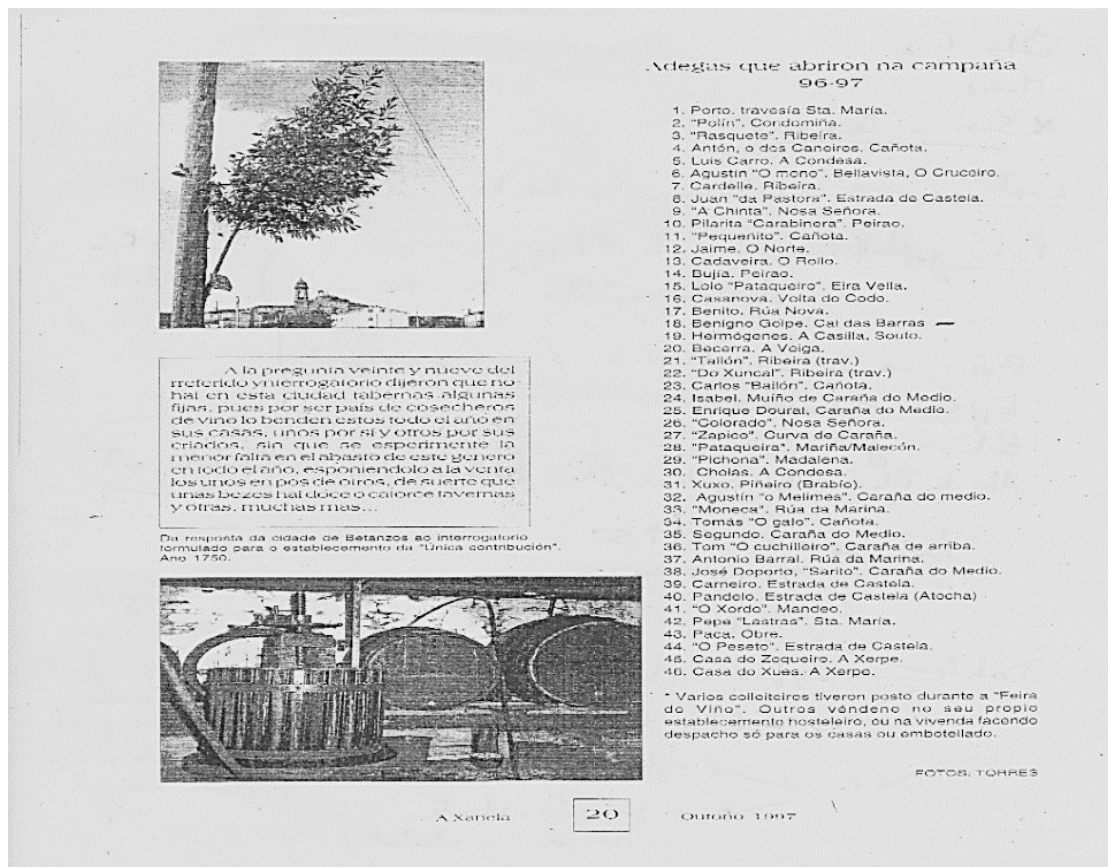 A la pregunta veinte y nueve del
rreferido ynterrogatorio dijeron que no
hai en esta ciudad tabernas algunas
fijas, pues por ser país de cosecheros
de vino lo benden estos todo el año en
sus casas, unos por sí y otros por sus
criados, sin que se esperimente la
menor falta en el abasto de este genero
en todo el año, esponiendolo a la venta
los unos en pos de otros, de suerte que
unas bezes hai doce o catorce tavernas
y otras, muchas mas...
Da resposta da cidade de Betanzos ao interrogatorio
formulado para o establecemento da "Única contribución".
Ano 1750.
Adegas que abriron na campaña
96-97
1. Porto, travesía Sta. María.
2. "Polín". Condomiña.
3. "Rasquete". Ribeira.
4. Antón, o dos Caneiros. Cañota.
5. Luis Carro. A Condesa.
6. Agustín "O mono". Bellavista, O Cruceiro.
7. Cardelle. Ribeira.
8. Juan "da Pastora". Estrada de Castela.
9. "A Chinta". Nosa Señora.
10. Pilarita "Carabinera". Peirao.
11. "Pequeñito". Cañota.
12. Jaime. O Norte.
13. Cadaveira. O Rollo.
14. Bujía. Peirao.
15. Lolo "Pataqueiro". Eira Vella.
16. Casanova. Volta do Codo.
17. Benito. Rúa Nova.
18. Benigno Golpe. Cal das Barras
19. Hermógenes. A Casilla, Souto.
20. Becerra. A Veiga.
21. "Tallón". Ribeira (trav.)
22. "Do Xuncal". Ribeira (trav.)
23. Carlos "Bailón". Cañota.
24. Isabel. Muíño de Caraña do Medio.
25. Enrique Doural, Caraña do Medio.
26. "Colorado". Nosa Señora.
27. "Zapico". Curva de Caraña.
28. "Pataqueira". Mariña/Malecón.
29. "Pichona". Madalena.
30. Cholas. A Condesa.
31. Xuxo, Piñeiro (Brabío).
32. Agustín "o Melimes". Caraña do medio.
33. "Moneca". Rúa da Marina.
34. Tomás "O galo". Cañota.
35. Segundo. Caraña do Medio.
36. Tom "O cuchilleiro". Caraña de arriba.
37. Antonio Barral. Rúa da Marina.
38. José Doporto, "Sarito". Caraña do Medio.
39. Carneiro. Estrada de Castela.
40. Pandelo. Estrada de Castela (Atocha)
41. "O Xordo". Mandeo.
42. Pepe "Lastras". Sta. María.
43. Paca. Obre.
44. "O Peseto". Estrada de Castela.
45. Casa do Zoqueiro. A Xerpe.
46. Casa do Xues. A Xerpe.
* Varios colleiteiros tiveron posto durante a "Feira
do Viño". Outros véndeno no seu propio
establecemento hosteleiro, ou na vivenda facendo
despacho só para os casas ou embotellado.
FOTOS: TORRES
A Xanela
20
Outoño 1997